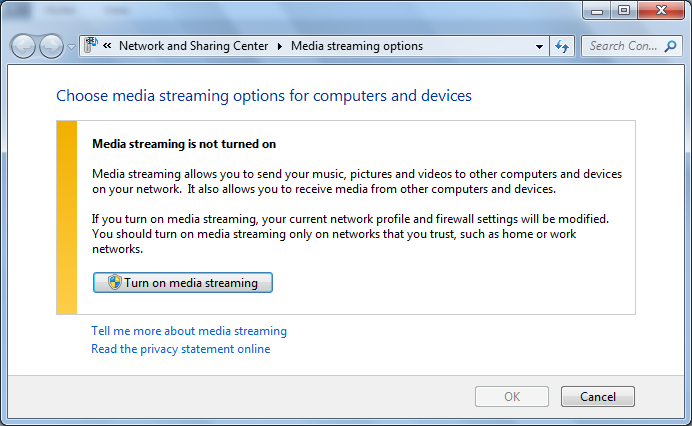 « Network and Sharing Center ▸ Media streaming options
Search Con...
Choose media streaming options for computers and devices
Media streaming is not turned on
Media streaming allows you to send your music, pictures and videos to other computers and devices
on your network. It also allows you to receive media from other computers and devices.
If you turn on media streaming, your current network profile and firewall settings will be modified.
You should turn on media streaming only on networks that you trust, such as home or work
networks.
Turn on media streaming
Tell me more about media streaming
Read the privacy statement online
OK
Cancel